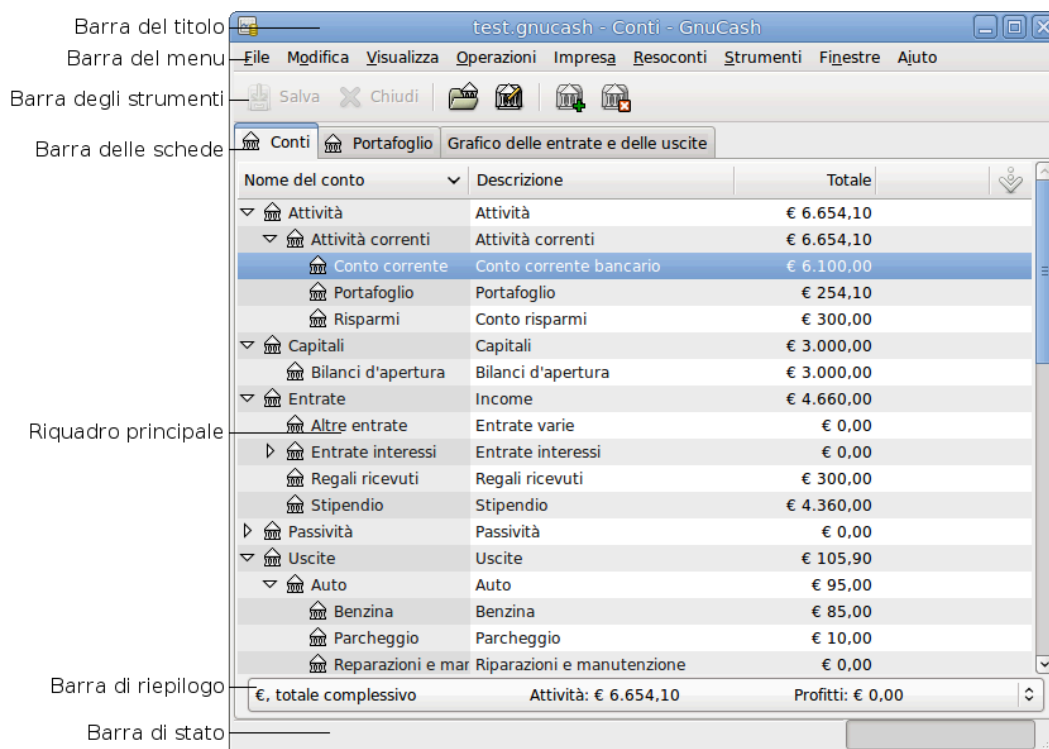 Barra del titolo
test.gnucash - Conti - GnuCash
Barra del menu
File Modifica Visualizza Operazioni Impresa Resoconti Strumenti Finestre Aiuto
Barra degli strumenti
Salva Chiudi
Barra delle schede
Conti Portafoglio Grafico delle entrate e delle uscite
Nome del conto Descrizione Totale
Attività Attività € 6.654,10
Attività correnti Attività correnti € 6.654,10
Conto corrente Conto corrente bancario € 6.100,00
Portafoglio Portafoglio € 254,10
Risparmi Conto risparmi € 300,00
Capitali Capitali € 3.000,00
Bilanci d'apertura Bilanci d'apertura € 3.000,00
Entrate Income € 4.660,00
Riquadro principale
Altre entrate Entrate varie € 0,00
Entrate interessi Entrate interessi € 0,00
Regali ricevuti Regali ricevuti € 300,00
Stipendio Stipendio € 4.360,00
Passività Passività € 0,00
Uscite Uscite € 105,90
Auto Auto € 95,00
Benzina Benzina € 85,00
Parcheggio Parcheggio € 10,00
Reparazioni e mar Riparazioni e manutenzione € 0,00
Barra di riepilogo
€, totale complessivo Attività: € 6.654,10 Profitti: € 0,00
Barra di stato